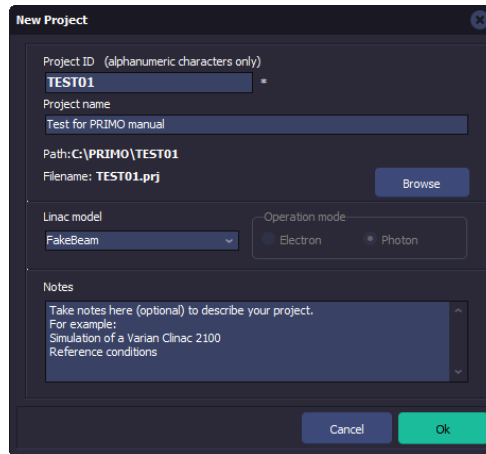 New Project
Project ID (alphanumeric characters only)
TEST01 *
Project name
Test for PRIMO manual
Path:C:\PRIMO\TEST01
Filename: TEST01.prj
Browse
Linac model
Operation mode
FakeBeam
Electron
Photon
Notes
Take notes here (optional) to describe your project.
For example:
Simulation of a Varian Clinac 2100
Reference conditions
Cancel
Ok